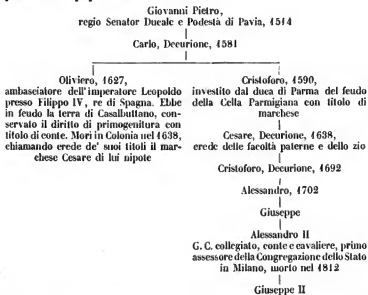 Giovanni Pietro,
regio Senator Ducale e Podestà di Pavia, 1514
Carlo, Decurione, 1581
Oliviero, 1627,
ambasciatore dell'imperatore Leopoldo
presso Filippo IV, re di Spagna. Ebbe
in feudo la terra di Casalbuttano, con-
servato il diritto di primogenitura con
titolo di conte. Morì in Colonia nel 1638,
chiamando erede de' suoi titoli il mar-
chese Cesare di lui nipote
Cristoforo, 1590,
investito dal duca di Parma del feudo
della Cella Parmigiana con titolo di
marchese
Cesare, Decurione, 1638,
erede delle facoltà paterne e dello zio
Cristoforo, Decurione, 1692
Alessandro, 1702
Giuseppe
Alessandro II
G. C. collegiato, conte e cavaliere, primo
assessore della Congregazione dello Stato
in Milano, morto nel 1812
Giuseppe II